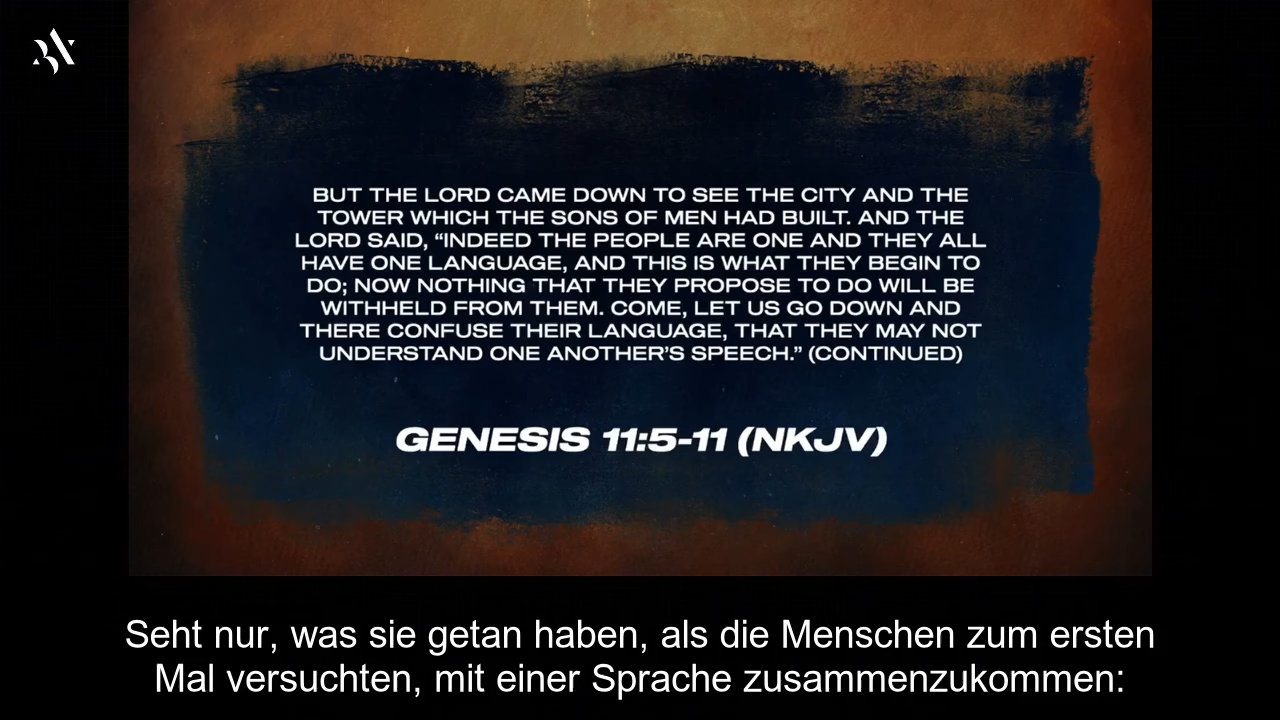 BUT THE LORD CAME DOWN TO SEE THE CITY AND THE
TOWER WHICH THE SONS OF MEN HAD BUILT. AND THE
LORD SAID, “INDEED THE PEOPLE ARE ONE AND THEY ALL
HAVE ONE LANGUAGE, AND THIS IS WHAT THEY BEGIN TO
DO; NOW NOTHING THAT THEY PROPOSE TO DO WILL BE
WITHHELD FROM THEM. COME, LET US GO DOWN AND
THERE CONFUSE THEIR LANGUAGE, THAT THEY MAY NOT
UNDERSTAND ONE ANOTHER’S SPEECH.” (CONTINUED)
GENESIS 11:5-11 (NKJV)
Seht nur, was sie getan haben, als die Menschen zum ersten
Mal versuchten, mit einer Sprache zusammenzukommen: